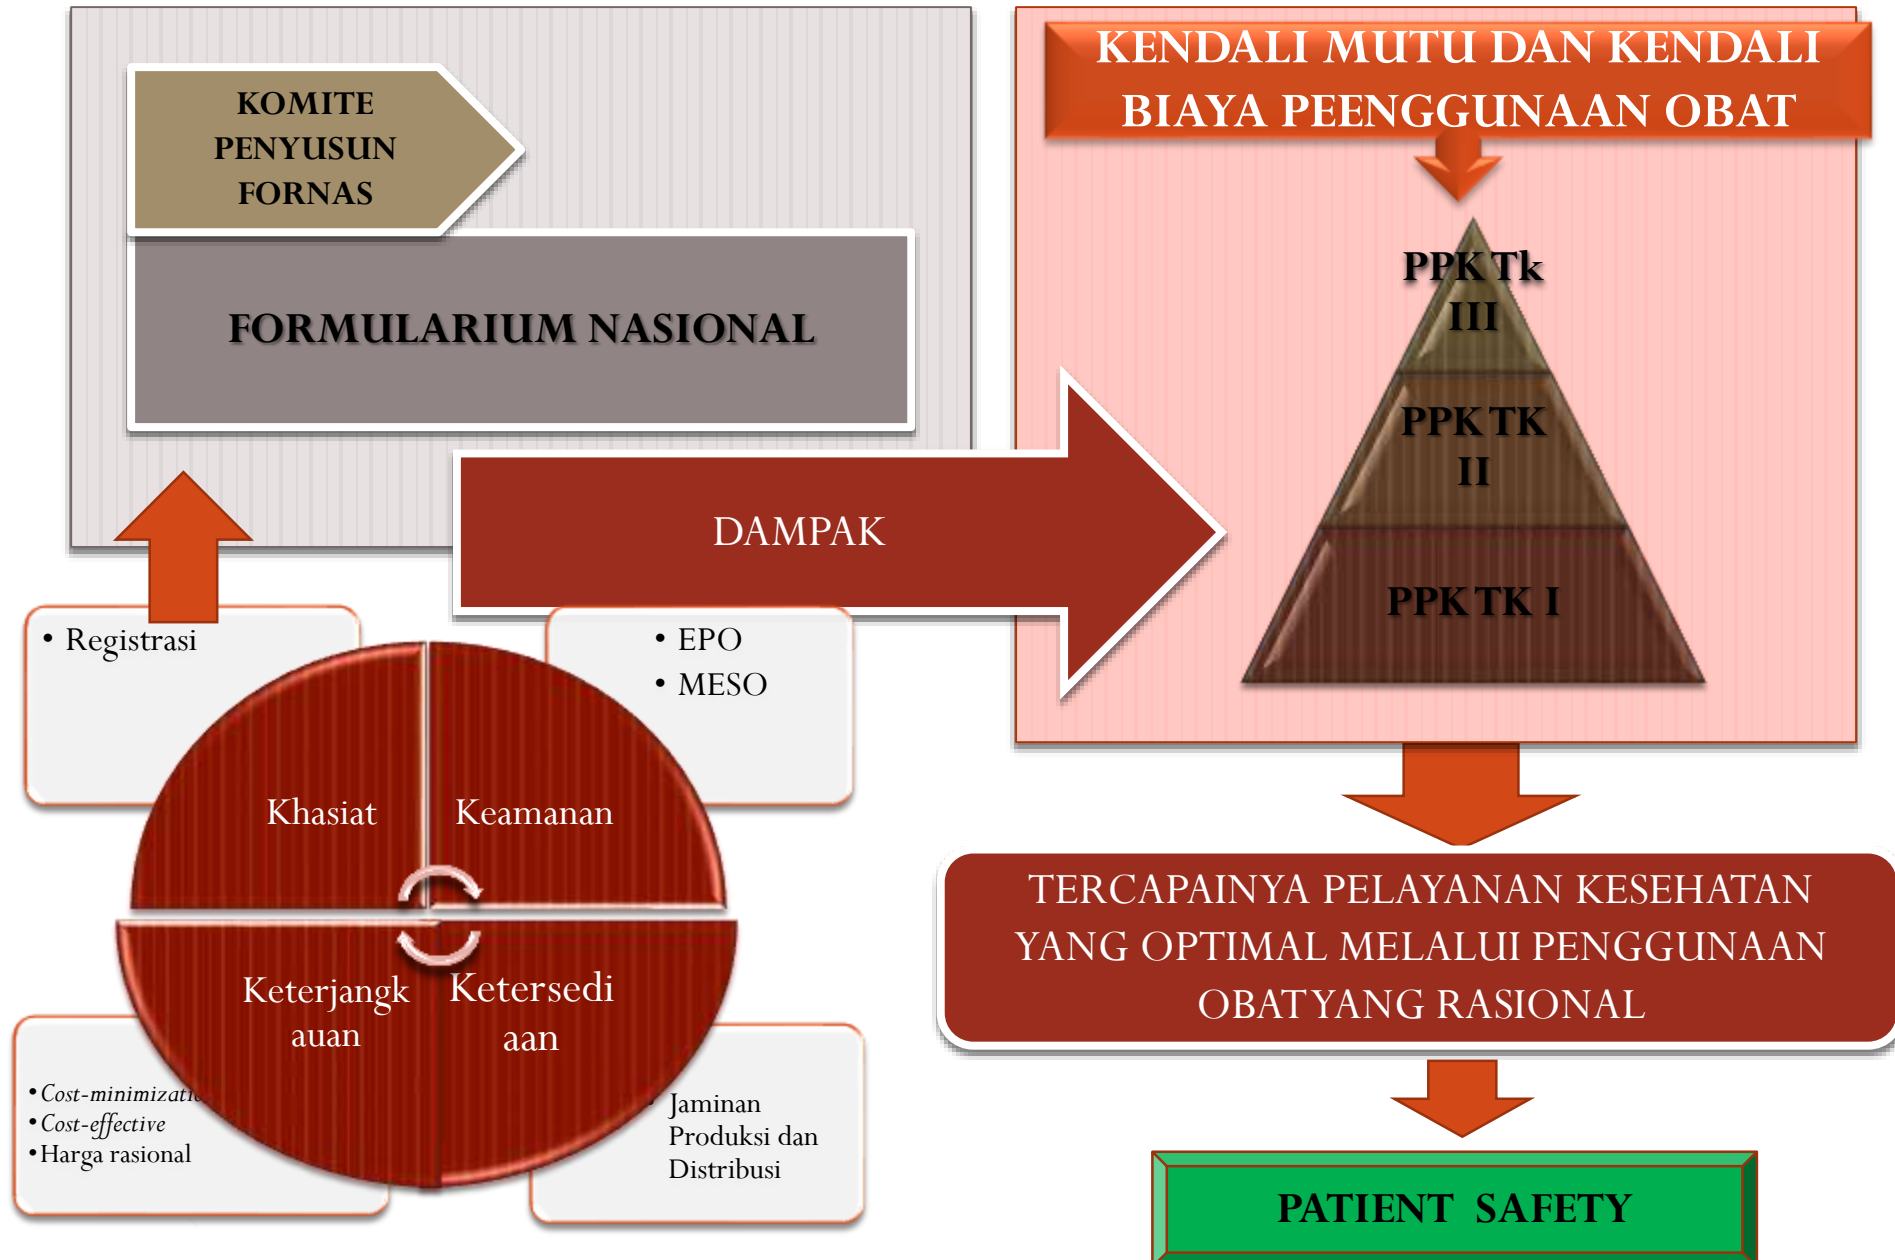 KOMITE
PENYUSUN
FORNAS
FORMULARIUM NASIONAL
DAMPAK
• Registrasi
• EPO
• MESO
Khasiat
Keamanan
Keterjangk
auan
Ketersedi
aan
•Cost-minimizatio
•Cost-effective
•Harga rasional
• Jaminan
Produksi dan
Distribusi
KENDALI MUTU DAN KENDALI
BIAYA PEENGGUNAAN OBAT
PPK Tk
III
PPK TK
II
PPK TK I
TERCAPAINYA PELAYANAN KESEHATAN
YANG OPTIMAL MELALUI PENGGUNAAN
OBAT YANG RASIONAL
PATIENT SAFETY